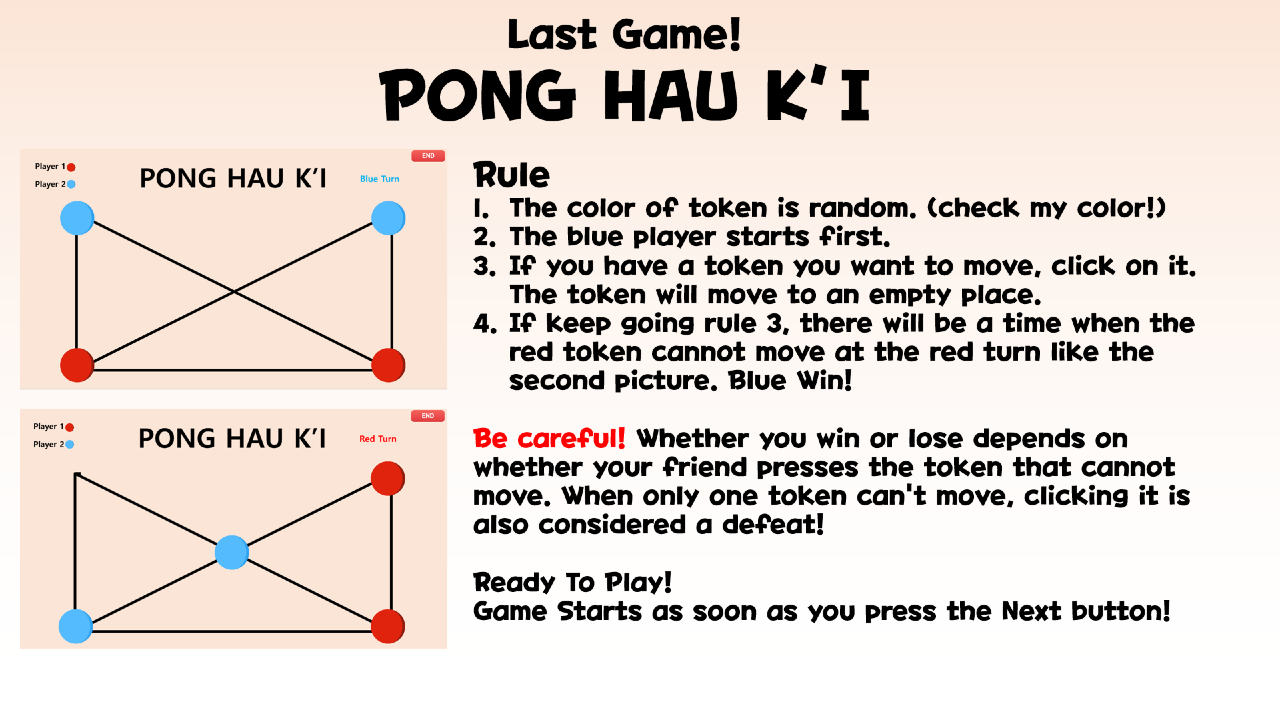 Last Game!
PONG HAU K'I
Player 1
Player 2
PONG HAU K'I
Blue Turn
END
Player 1
Player 2
PONG HAU K'I
Red Turn
END
Rule
1. The color of token is random. (check my color!)
2. The blue player starts first.
3. If you have a token you want to move, click on it.
The token will move to an empty place.
4. If keep going rule 3, there will be a time when the
red token cannot move at the red turn like the
second picture. Blue Win!
Be careful! Whether you win or lose depends on
whether your friend presses the token that cannot
move. When only one token can't move, clicking it is
also considered a defeat!
Ready To Play!
Game Starts as soon as you press the Next button!